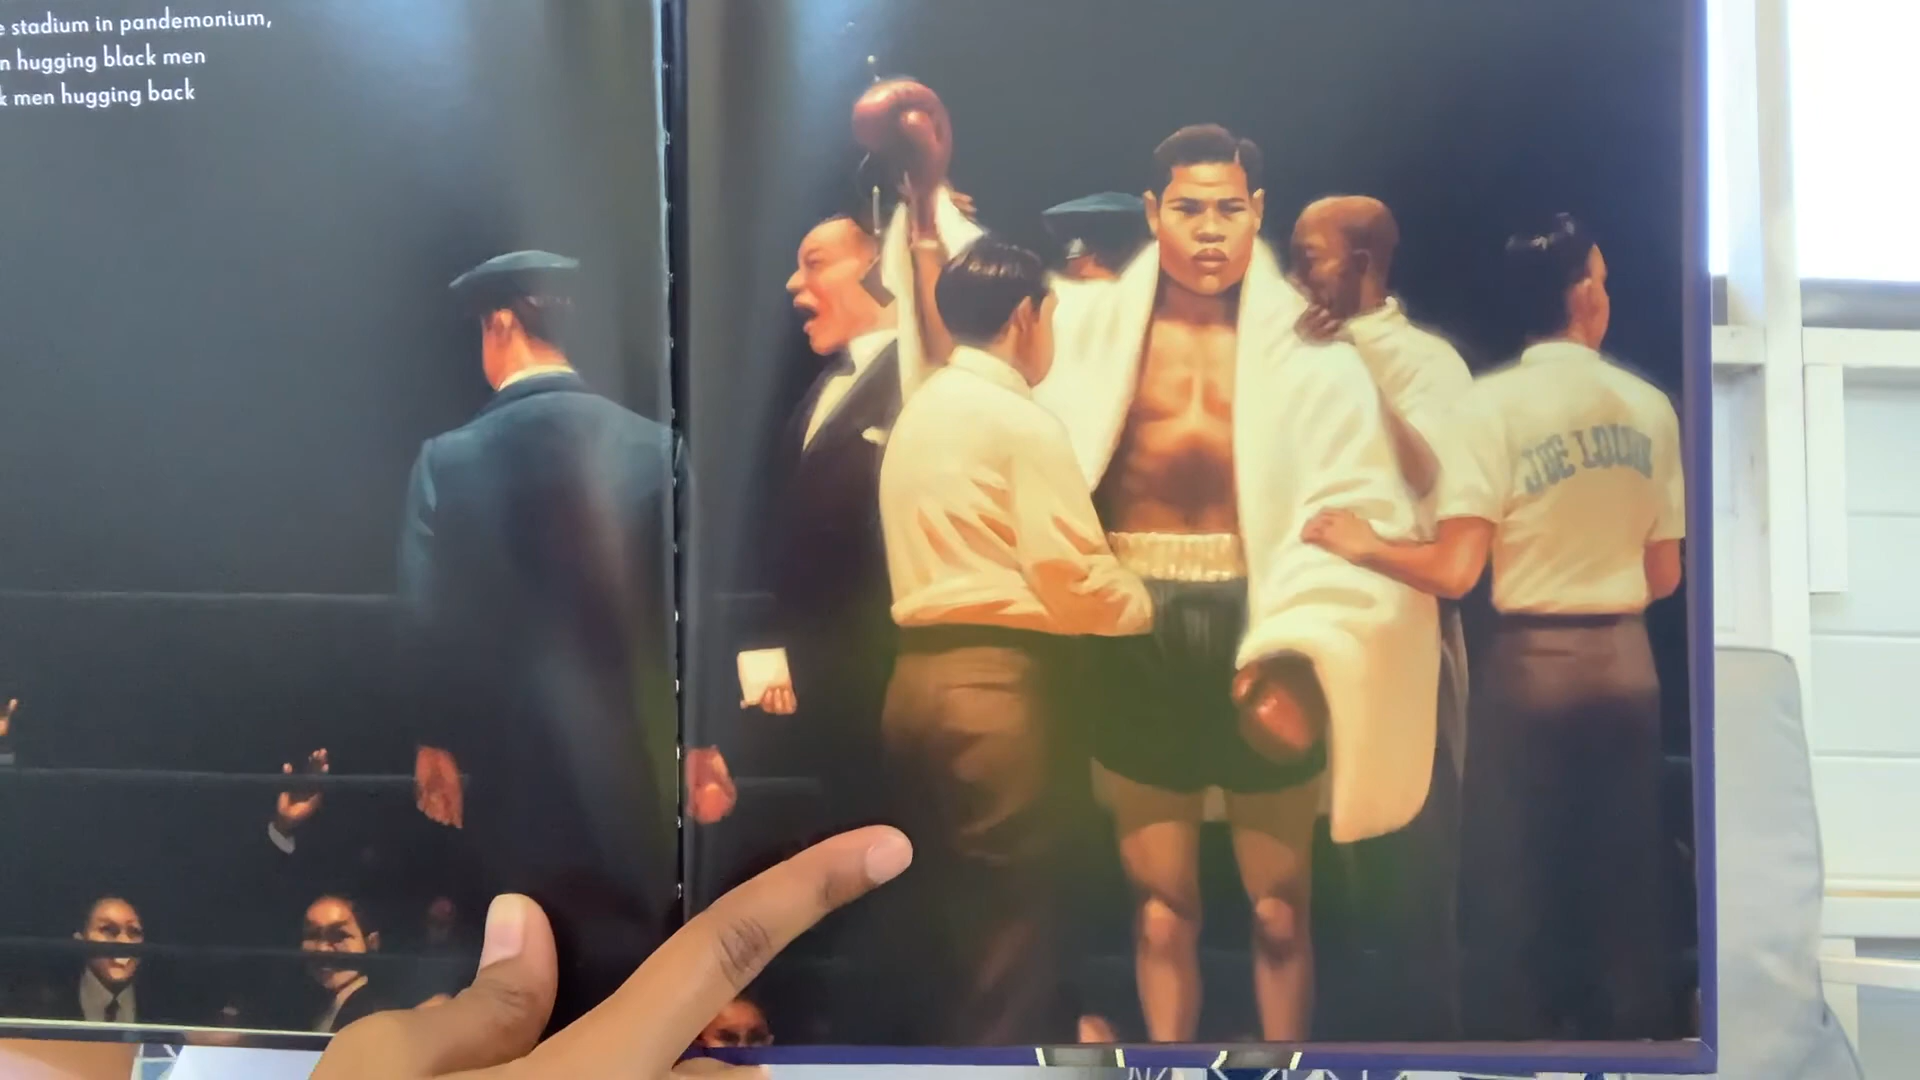 e stadium in pandemonium,
n hugging black men
k men hugging back
JOE LOUIS